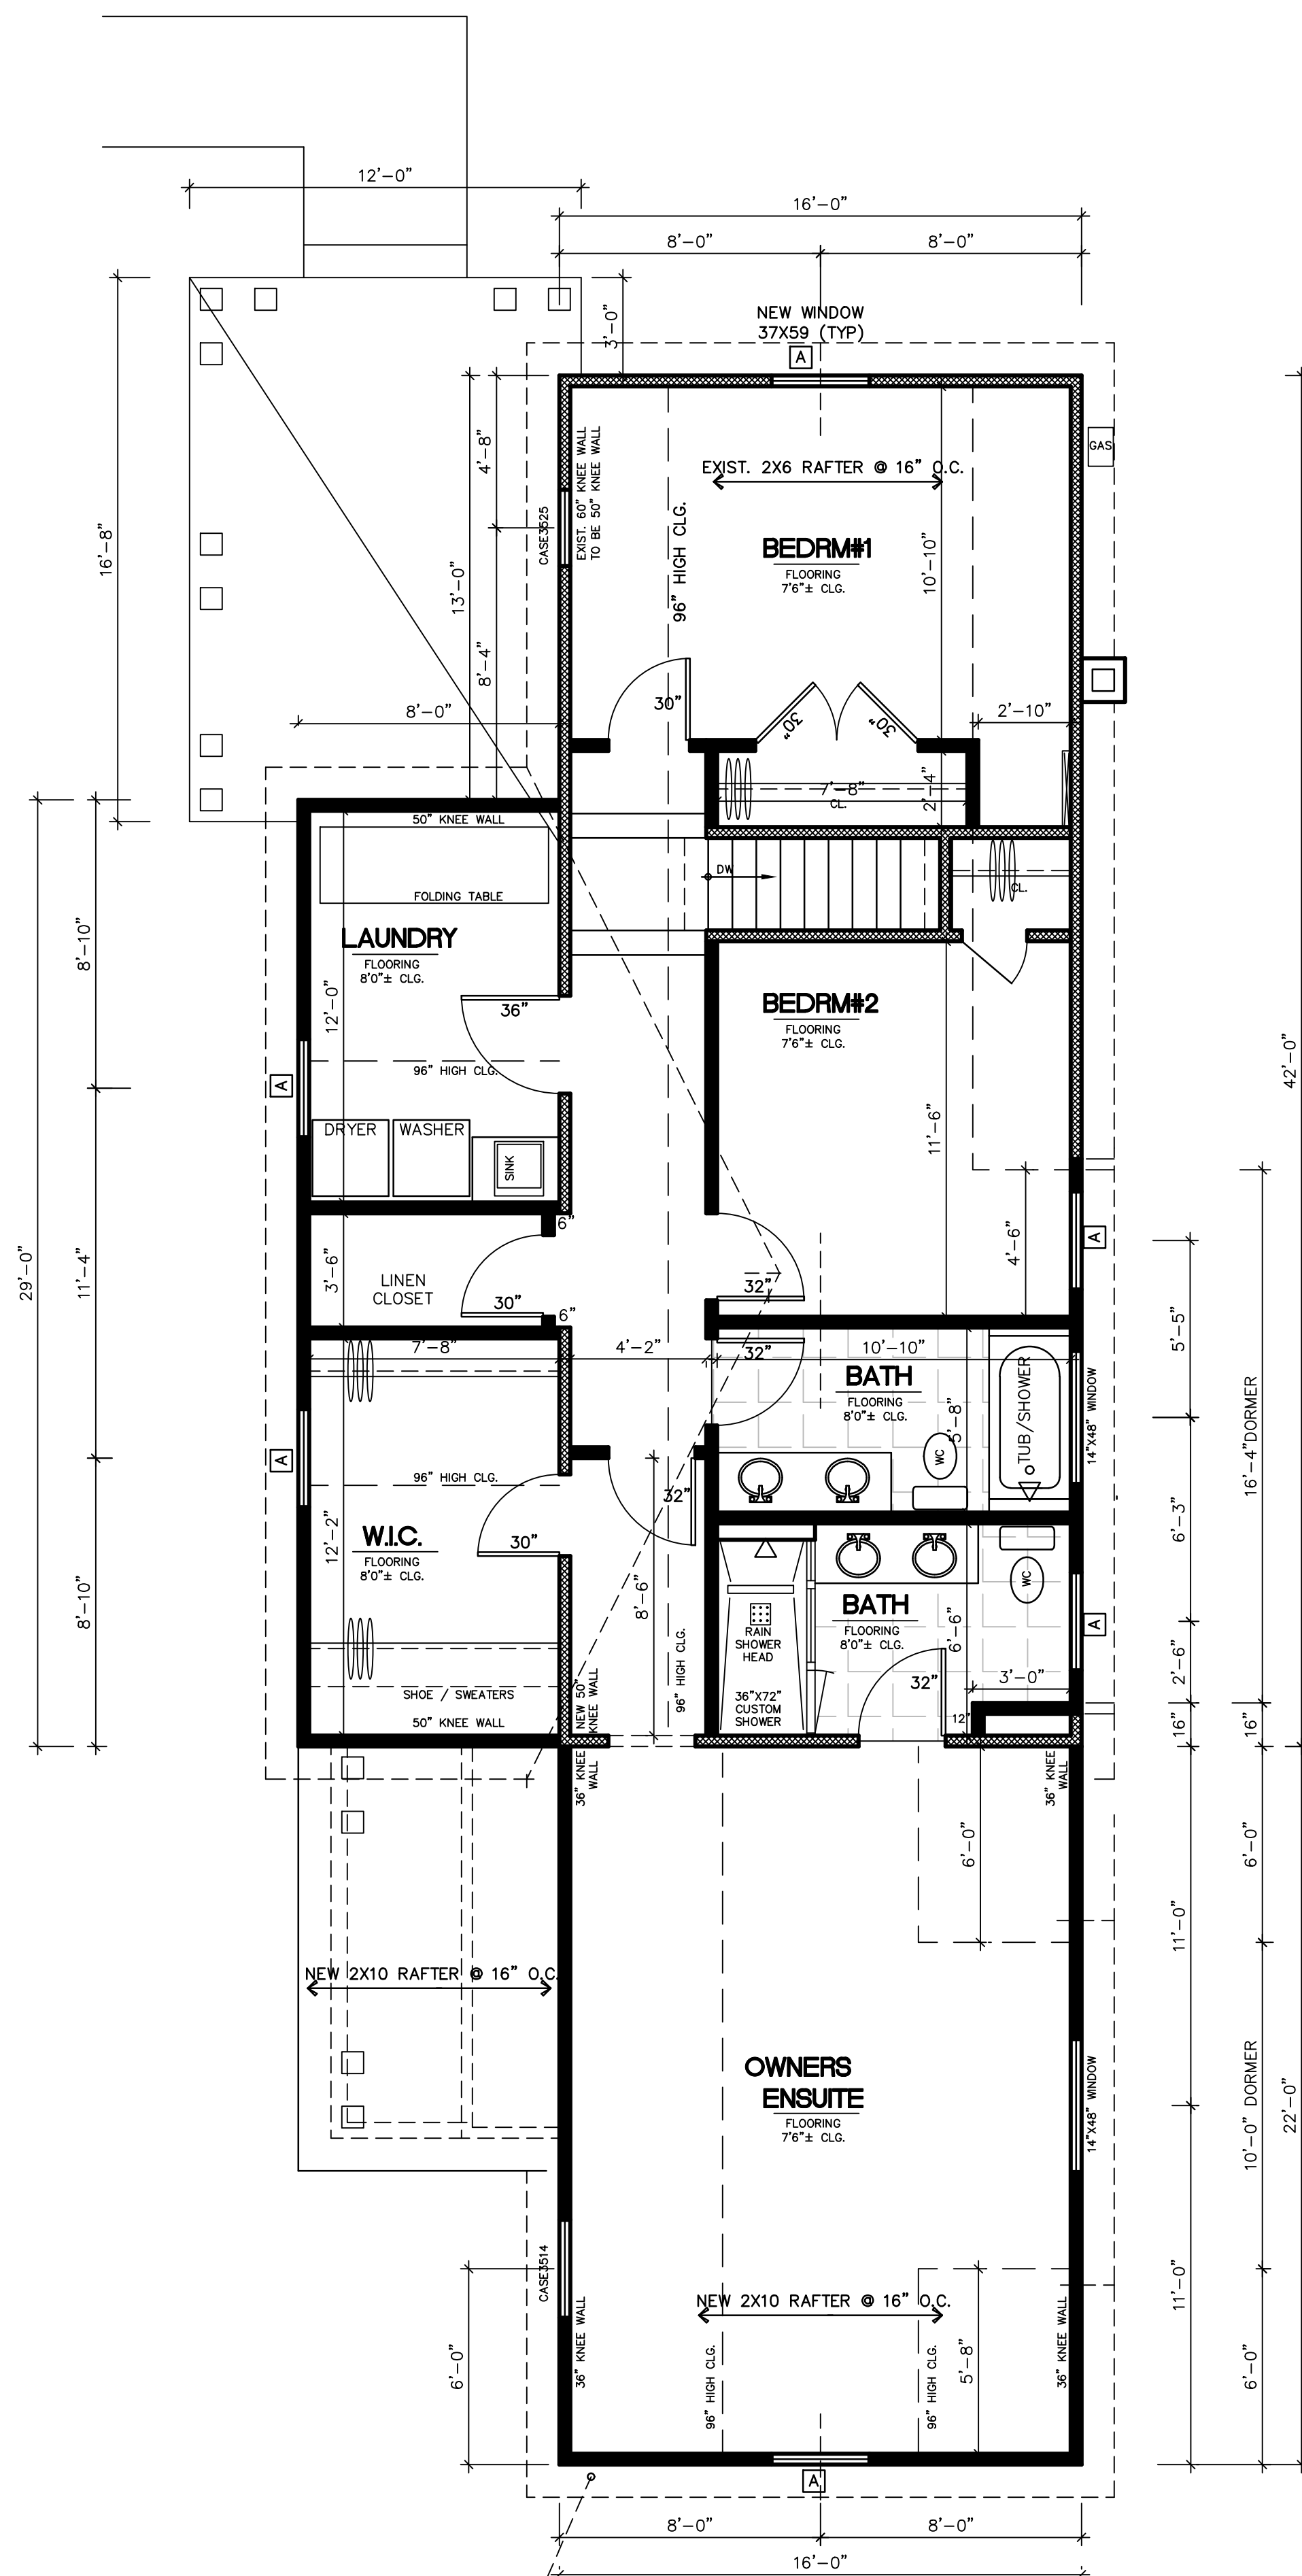 12'-0"
16'-0"
8'-0"
8'-0"
NEW WINDOW
37X59 (TYP)
A
3'-0"
GAS
EXIST. 60" KNEE WALL
TO BE 50" KNEE WALL
CASE3525
4'-8"
EXIST. 2X6 RAFTER @ 16" O.C.
96" HIGH CLG.
BEDRM#1
FLOORING
7'6"± CLG.
10'-10"
16'-8"
13'-0"
8'-4"
8'-0"
30"
30"
30"
2'-10"
7'-8"
CL.
2'-4"
50" KNEE WALL
FOLDING TABLE
DW
CL.
LAUNDRY
FLOORING
8'0"± CLG.
8'-10"
12'-0"
36"
BEDRM#2
FLOORING
7'6"± CLG.
42'-0"
96" HIGH CLG.
A
DRYER
WASHER
SINK
11'-6"
4'-6"
A
29'-0"
11'-4"
3'-6"
LINEN
CLOSET
6"
30"
6"
32"
5'-5"
7'-8"
4'-2"
32"
10'-10"
BATH
FLOORING
8'0"± CLG.
5'-8"
WC
TUB/SHOWER
14"X48" WINDOW
16'-4"DORMER
A
96" HIGH CLG.
32"
6'-3"
W.I.C.
FLOORING
8'0"± CLG.
12'-2"
30"
8'-10"
8'-6"
RAIN
SHOWER
HEAD
BATH
FLOORING
8'0"± CLG.
6'-6"
WC
A
36"X72"
CUSTOM
SHOWER
32"
3'-0"
12"
2'-6"
SHOE / SWEATERS
50" KNEE WALL
NEW 50"
KNEE WALL
96" HIGH CLG.
16"
16"
36" KNEE
WALL
36" KNEE
WALL
6'-0"
6'-0"
11'-0"
NEW 2X10 RAFTER @ 16" O.C.
OWNERS
ENSUITE
FLOORING
7'6"± CLG.
14"X48" WINDOW
10'-0" DORMER
22'-0"
CASE3514
NEW 2X10 RAFTER @ 16" O.C.
11'-0"
6'-0"
36" KNEE WALL
96" HIGH CLG.
96" HIGH CLG.
5'-8"
36" KNEE WALL
6'-0"
A
8'-0"
8'-0"
16'-0"